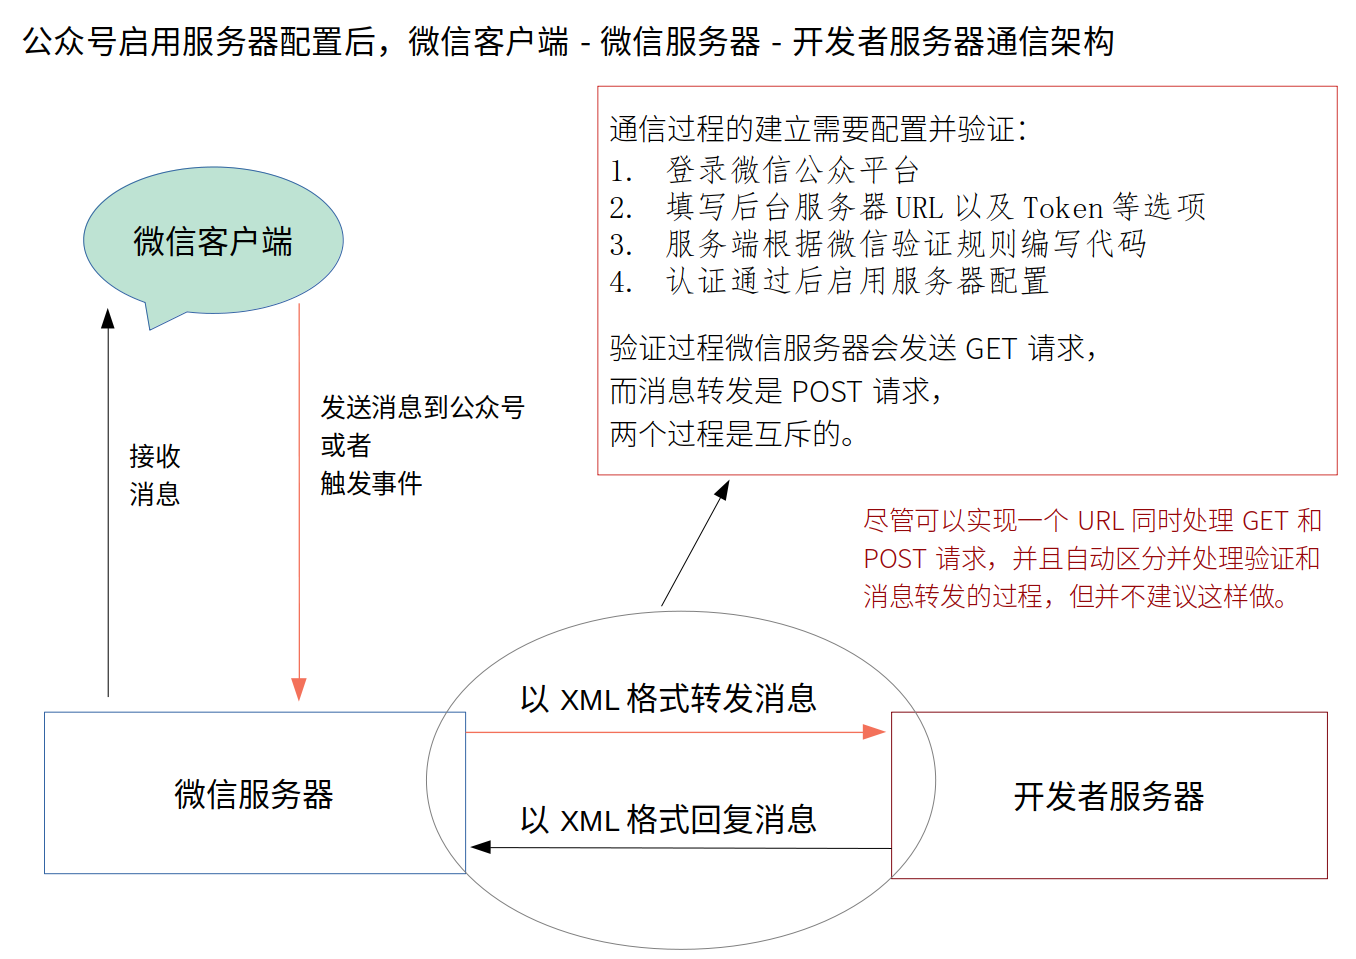 公众号启用服务器配置后，微信客户端 - 微信服务器 - 开发者服务器通信架构
通信过程的建立需要配置并验证：
1. 登录微信公众平台
2. 填写后台服务器 URL 以及 Token 等选项
3. 服务端根据微信验证规则编写代码
4. 认证通过后启用服务器配置
验证过程微信服务器会发送 GET 请求，
而消息转发是 POST 请求，
两个过程是互斥的。
微信客户端
发送消息到公众号
或者
触发事件
接收
消息
尽管可以实现一个 URL 同时处理 GET 和
POST 请求，并且自动区分并处理验证和
消息转发的过程，但并不建议这样做。
以 XML 格式转发消息
微信服务器
开发者服务器
以 XML 格式回复消息